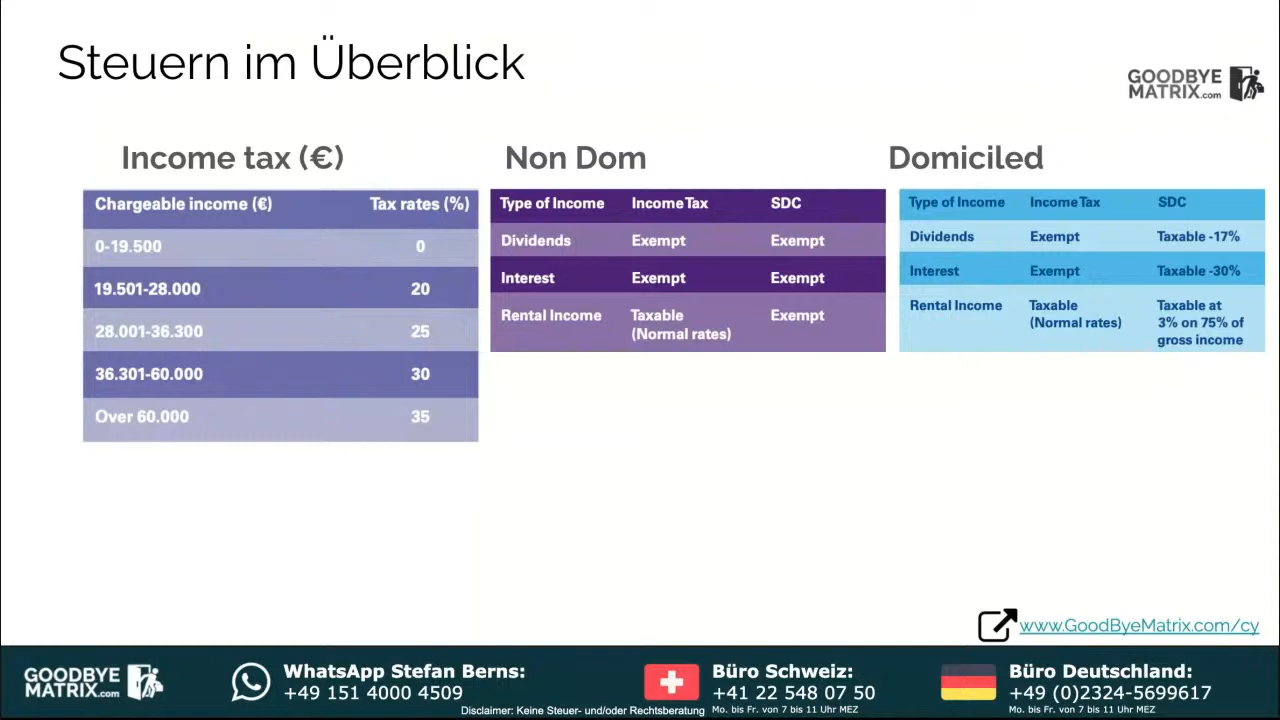 Steuern im Überblick
GOODBYE
MATRIX.com
Income tax (€)
Chargeable income (€) Tax rates (%)
0-19.500 0
19.501-28.000 20
28.001-36.300 25
36.301-60.000 30
Over 60.000 35
Non Dom
Type of Income Income Tax SDC
Dividends Exempt Exempt
Interest Exempt Exempt
Rental Income Taxable Exempt
(Normal rates)
Domiciled
Type of Income Income Tax SDC
Dividends Exempt Taxable -17%
Interest Exempt Taxable -30%
Rental Income Taxable Taxable at
(Normal rates) 3% on 75% of
gross income
www.GoodByeMatrix.com/cy
GOODBYE
MATRIX.com
WhatsApp Stefan Berns:
+49 151 4000 4509
Büro Schweiz:
+41 22 548 07 50
Mo. bis Fr. von 7 bis 11 Uhr MEZ
Büro Deutschland:
+49 (0)2324-5699617
Mo. bis Fr. von 7 bis 11 Uhr MEZ
Disclaimer: Keine Steuer- und/oder Rechtsberatung